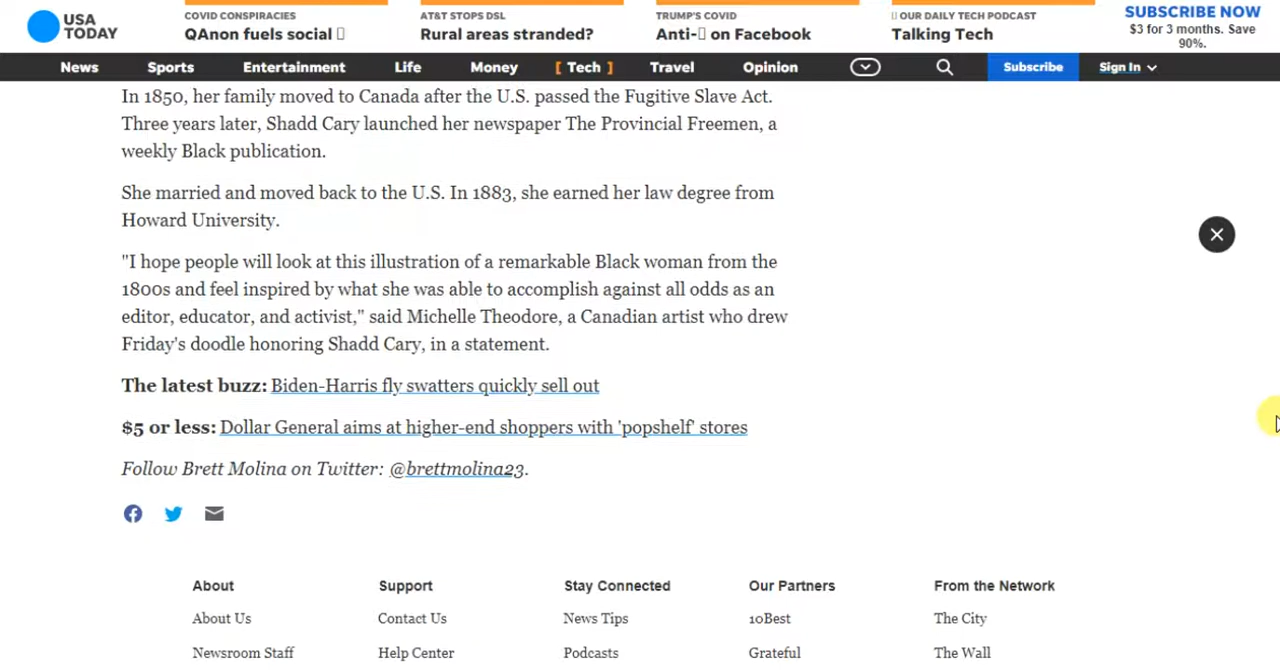 USA TODAY
COVID CONSPIRACIES
QAnon fuels social
AT&T STOPS DSL
Rural areas stranded?
TRUMP'S COVID
Anti- on Facebook
OUR DAILY TECH PODCAST
Talking Tech
SUBSCRIBE NOW
$3 for 3 months. Save
90%.
News Sports Entertainment Life Money [ Tech ] Travel Opinion Subscribe Sign In
In 1850, her family moved to Canada after the U.S. passed the Fugitive Slave Act.
Three years later, Shadd Cary launched her newspaper The Provincial Freemen, a
weekly Black publication.
She married and moved back to the U.S. In 1883, she earned her law degree from
Howard University.
"I hope people will look at this illustration of a remarkable Black woman from the
1800s and feel inspired by what she was able to accomplish against all odds as an
editor, educator, and activist," said Michelle Theodore, a Canadian artist who drew
Friday's doodle honoring Shadd Cary, in a statement.
The latest buzz: Biden-Harris fly swatters quickly sell out
$5 or less: Dollar General aims at higher-end shoppers with 'popshelf' stores
Follow Brett Molina on Twitter: @brettmolina23.
About Support Stay Connected Our Partners From the Network
About Us Contact Us News Tips 10Best The City
Newsroom Staff Help Center Podcasts Grateful The Wall